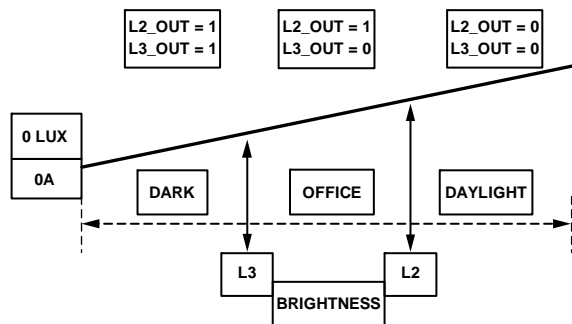 L2_OUT = 1
L3_OUT = 1
L2_OUT = 1
L3_OUT = 0
L2_OUT = 0
L3_OUT = 0
0 LUX
0A
DARK
OFFICE
DAYLIGHT
L3
L2
BRIGHTNESS